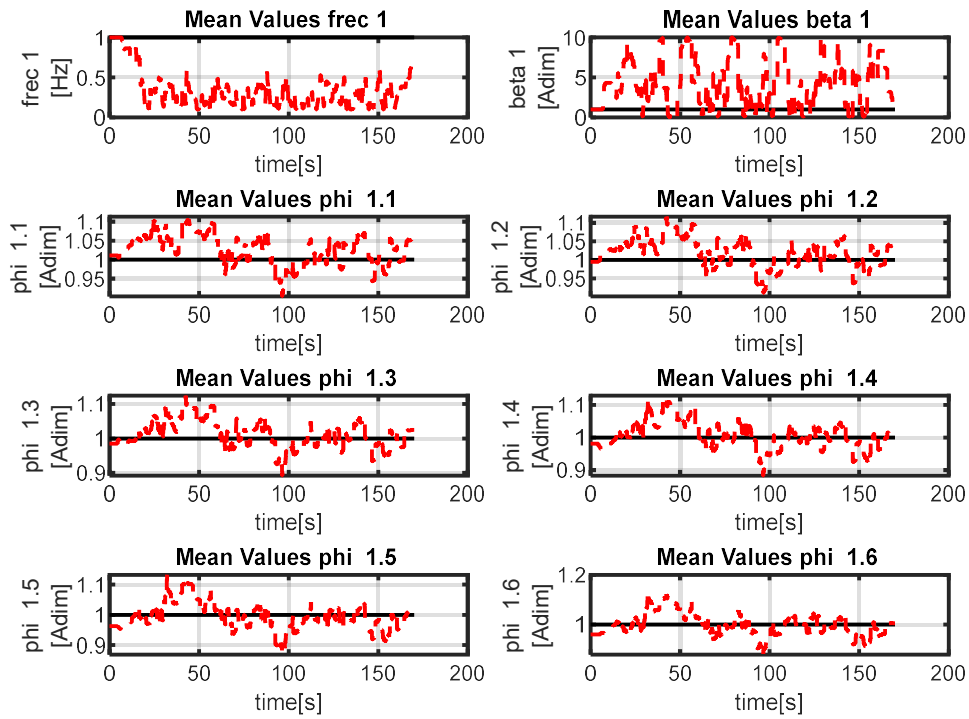 Mean Values frec 1
frec 1
[Hz]
1
0.5
0
0 50 100 150 200
time[s]
Mean Values beta 1
beta 1
[Adim]
10
5
0
0 50 100 150 200
time[s]
Mean Values phi 1.1
phi 1.1
[Adim]
1.1
1.05
1
0.95
0 50 100 150 200
time[s]
Mean Values phi 1.2
phi 1.2
[Adim]
1.1
1.05
1
0.95
0 50 100 150 200
time[s]
Mean Values phi 1.3
phi 1.3
[Adim]
1.1
1
0.9
0 50 100 150 200
time[s]
Mean Values phi 1.4
phi 1.4
[Adim]
1.1
1
0.9
0 50 100 150 200
time[s]
Mean Values phi 1.5
phi 1.5
[Adim]
1.1
1
0.9
0 50 100 150 200
time[s]
Mean Values phi 1.6
phi 1.6
[Adim]
1.2
1
0 50 100 150 200
time[s]